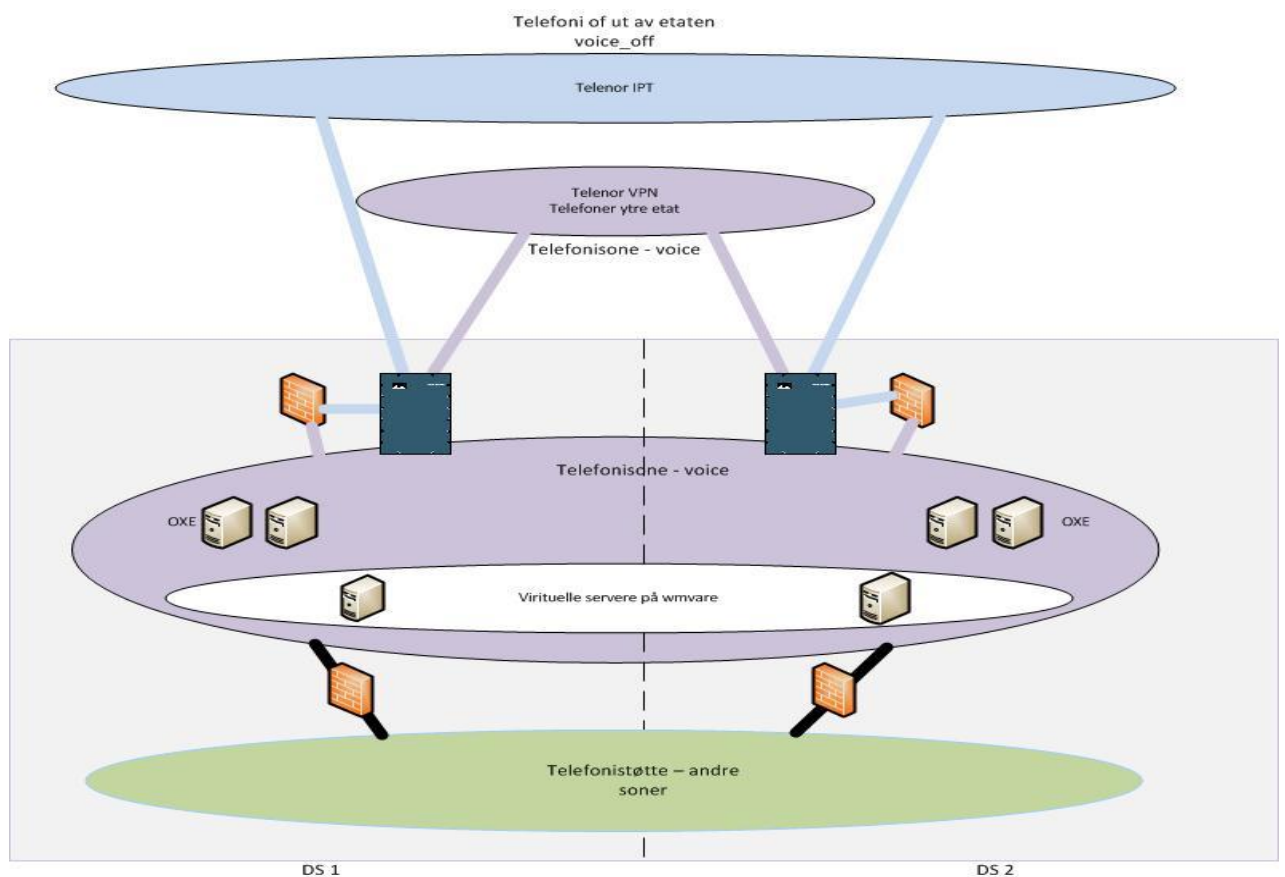 Telefoni of ut av etaten
voice_off
Telenor IPT
Telenor VPN
Telefoner ytre etat
Telefonisone - voice
Telefonisone - voice
OXE
OXE
Virituelle servere på wmvare
Telefonistøtte – andre
soner
DS 1
DS 2